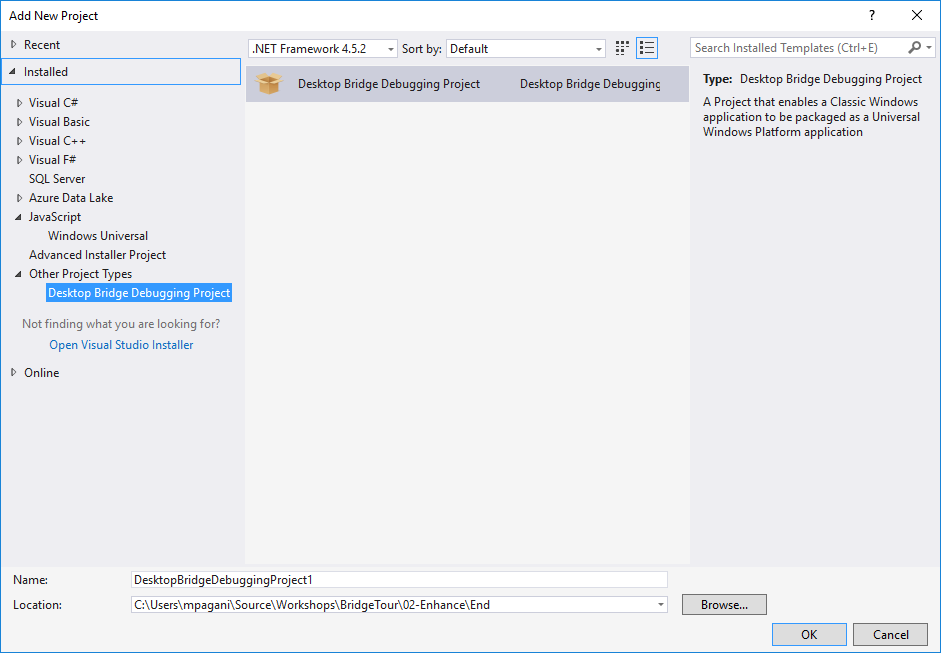 Add New Project
?
Recent
Installed
Visual C#
Visual Basic
Visual C++
Visual F#
SQL Server
Azure Data Lake
JavaScript
Windows Universal
Advanced Installer Project
Other Project Types
Desktop Bridge Debugging Project
Not finding what you are looking for?
Open Visual Studio Installer
Online
.NET Framework 4.5.2 Sort by: Default
Desktop Bridge Debugging Project Desktop Bridge Debugging
Search Installed Templates (Ctrl+E)
Type: Desktop Bridge Debugging Project
A Project that enables a Classic Windows
application to be packaged as a Universal
Windows Platform application
Name: DesktopBridgeDebuggingProject1
Location: C:\Users\mpagani\Source\Workshops\BridgeTour\02-Enhance\End
Browse...
OK Cancel